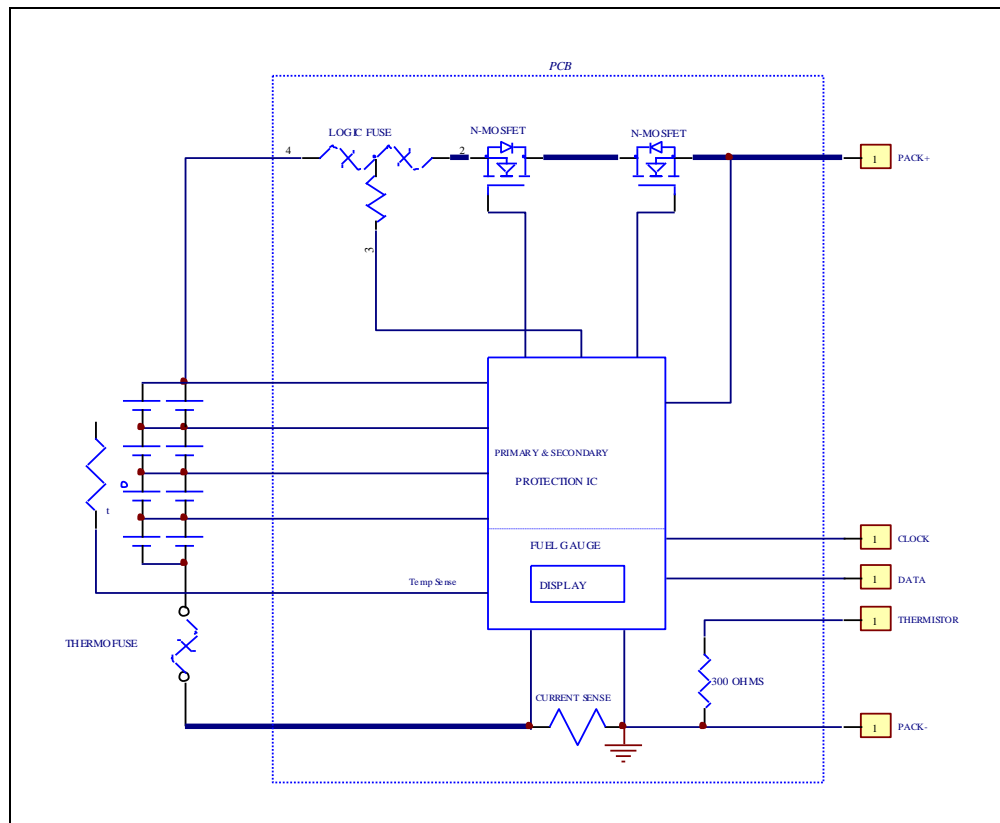 PCB
LOGIC FUSE
N-MOSFET
N-MOSFET
4
2
1
PACK+
3
PRIMARY & SECONDARY
PROTECTION IC
t
FUEL GAUGE
1
CLOCK
DISPLAY
Temp Sense
1
DATA
1
THERMISTOR
THERMOFUSE
300 OHMS
CURRENT SENSE
1
PACK-